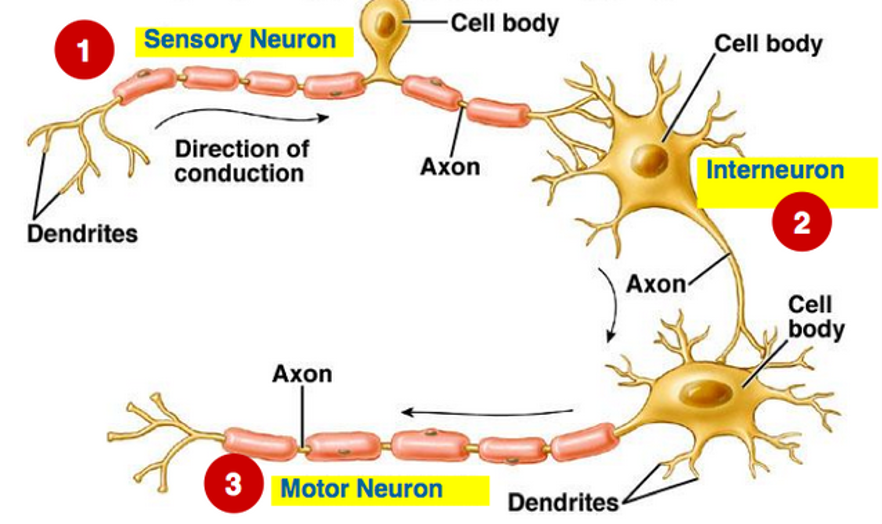 1
Sensory Neuron
Cell body
Cell body
Direction of
conduction
Axon
Interneuron
2
Dendrites
Axon
Cell
body
Axon
3
Motor Neuron
Dendrites